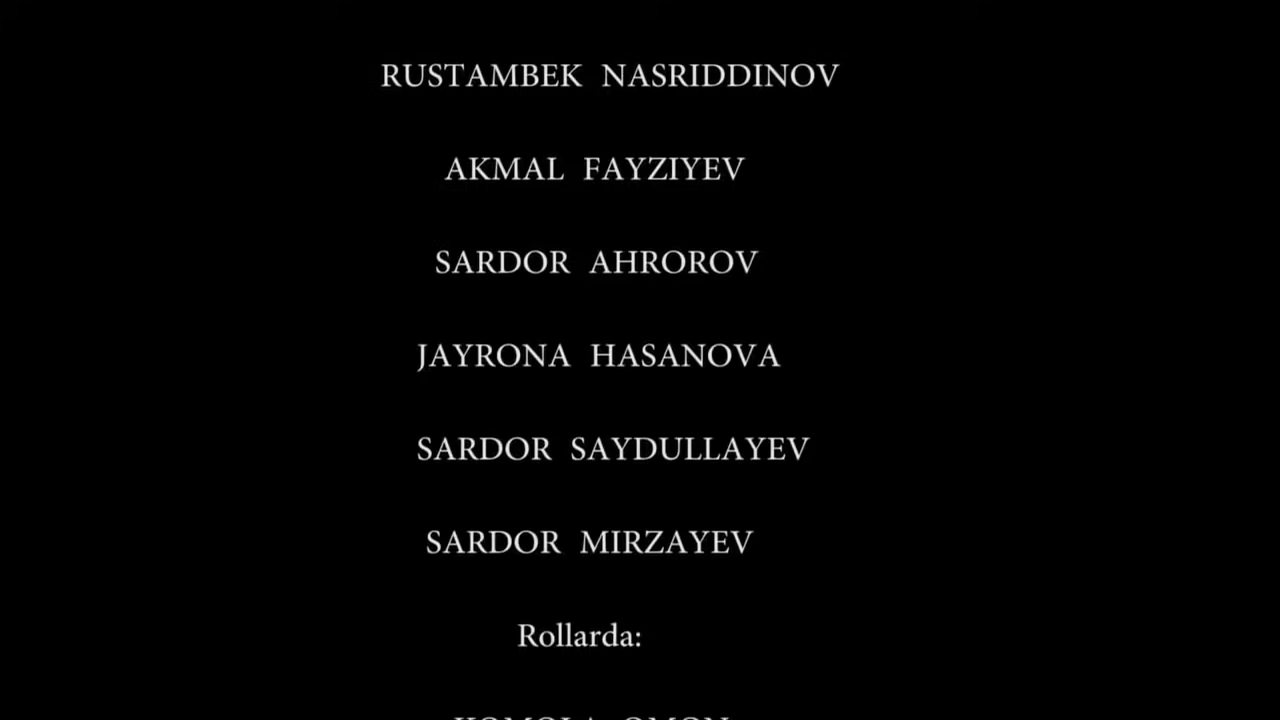 RUSTAMBEK NASRIDDINOV
AKMAL FAYZIYEV
SARDOR AHROROV
JAYRONA HASANOVA
SARDOR SAYDULLAYEV
SARDOR MIRZAYEV
Rollarda: